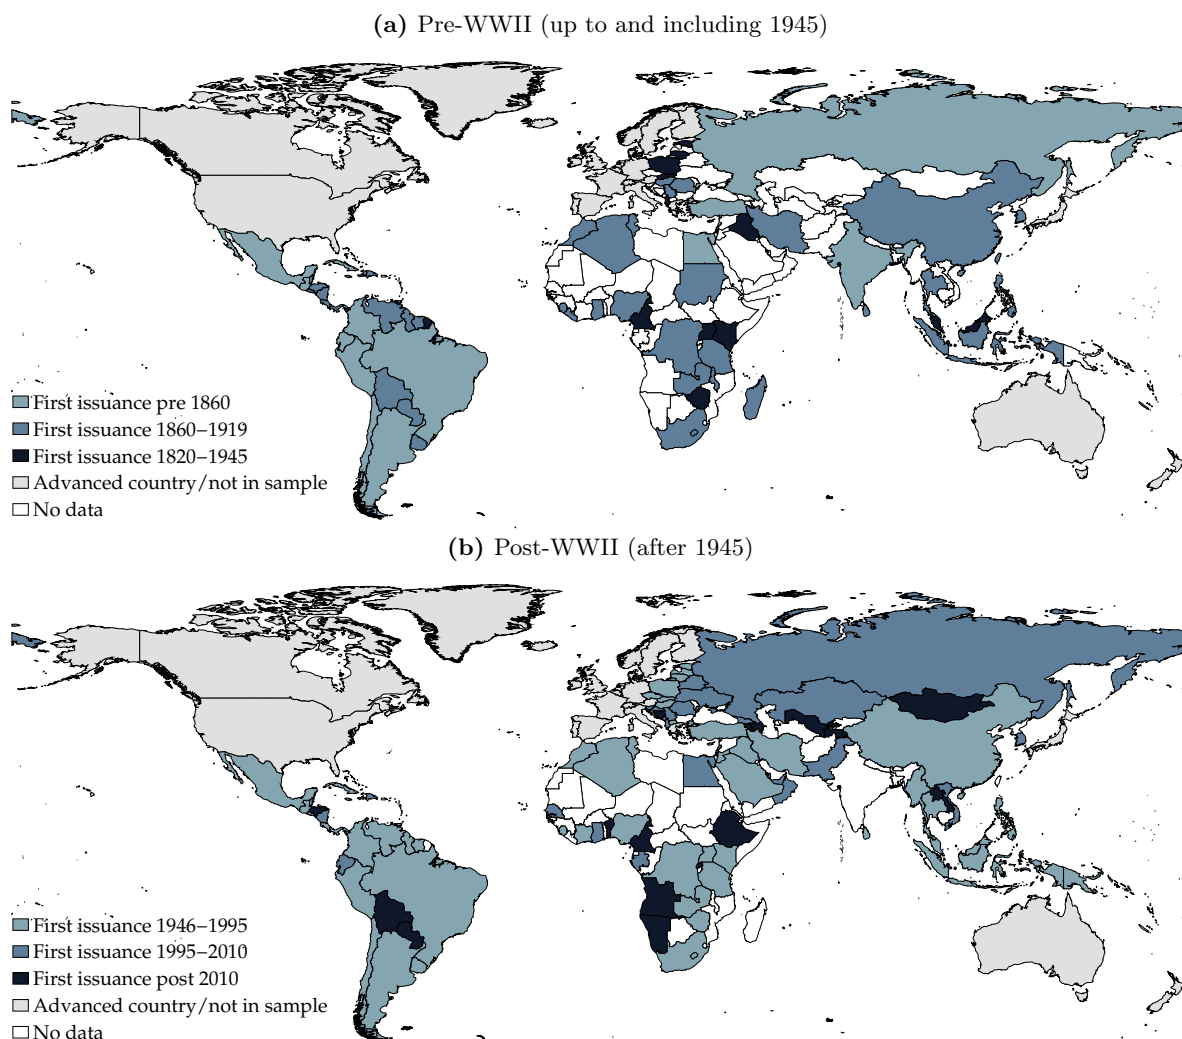 (a) Pre-WWII (up to and including 1945)
First issuance pre 1860
First issuance 1860–1919
First issuance 1820–1945
Advanced country/not in sample
No data
(b) Post-WWII (after 1945)
First issuance 1946–1995
First issuance 1995–2010
First issuance post 2010
Advanced country/not in sample
No data